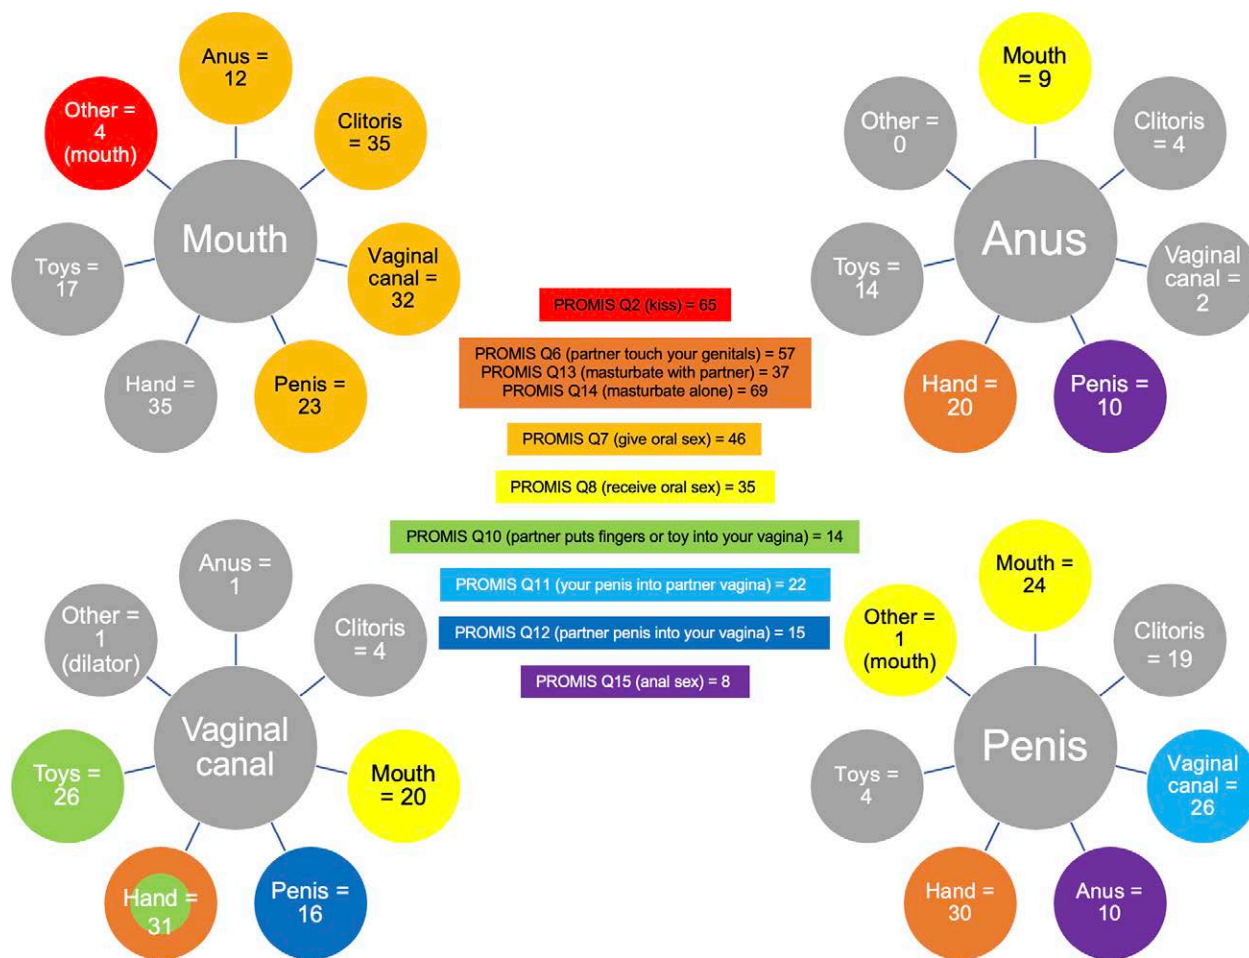 Anus =
12
Other =
4
(mouth)
Clitoris
= 35
Mouth
Toys =
17
Vaginal
canal =
32
Hand =
35
Penis =
23
Mouth
= 9
Other =
0
Clitoris
= 4
Anus
Toys =
14
Vaginal
canal =
2
Hand =
20
Penis =
10
PROMIS Q2 (kiss) = 65
PROMIS Q6 (partner touch your genitals) = 57
PROMIS Q13 (masturbate with partner) = 37
PROMIS Q14 (masturbate alone) = 69
PROMIS Q7 (give oral sex) = 46
PROMIS Q8 (receive oral sex) = 35
PROMIS Q10 (partner puts fingers or toy into your vagina) = 14
PROMIS Q11 (your penis into partner vagina) = 22
PROMIS Q12 (partner penis into your vagina) = 15
PROMIS Q15 (anal sex) = 8
Anus =
1
Other =
1
(dilator)
Clitoris
= 4
Vaginal
canal
Toys =
26
Mouth
= 20
Hand =
31
Penis =
16
Mouth =
24
Other =
1
(mouth)
Clitoris
= 19
Penis
Toys =
4
Vaginal
canal =
26
Hand =
30
Anus =
10